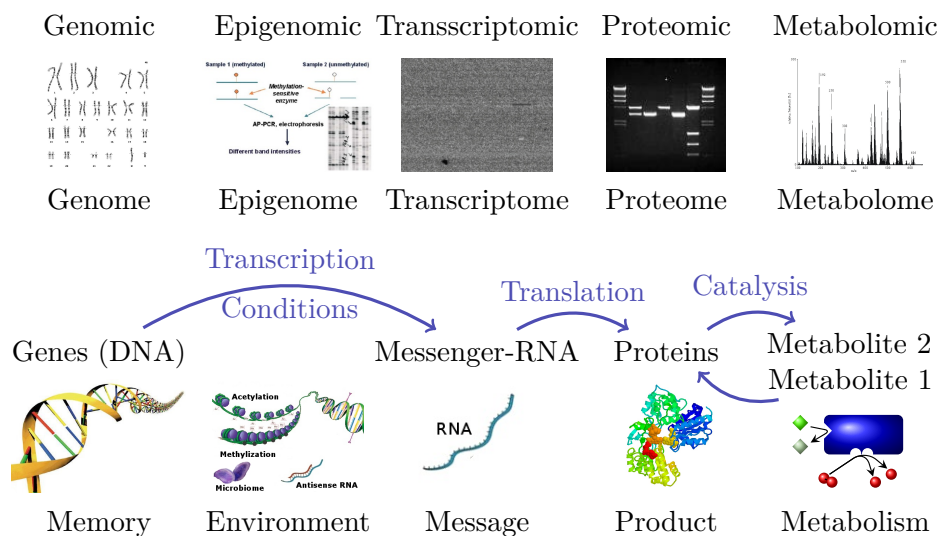 Genomic Epigenomic Transscriptomic Proteomic Metabolomic
Sample 1 (methylated) Sample 2 (unmethylated)
Methylation-
sensitive
enzyme
AP-PCR, electrophoresis
Different band intensities
Genome Epigenome Transcriptome Proteome Metabolome
Transcription
Conditions
Translation
Catalysis
Genes (DNA) Messenger-RNA Proteins Metabolite 2
Metabolite 1
Acetylation
Methylization
Microbiome
Antisense RNA
RNA
Memory Environment Message Product Metabolism